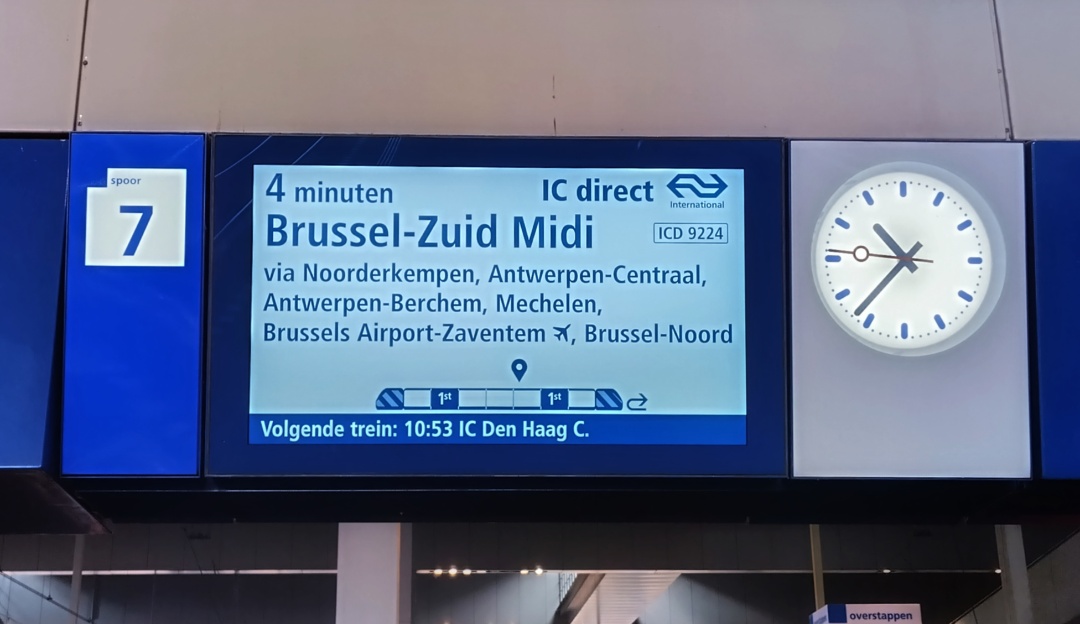 spoor
7
4 minuten
IC direct
International
Brussel-Zuid Midi
ICD 9224
via Noorderkempen, Antwerpen-Centraal,
Antwerpen-Berchem, Mechelen,
Brussels Airport-Zaventem ✈, Brussel-Noord
1st 1st
Volgende trein: 10:53 IC Den Haag C.
overstappen